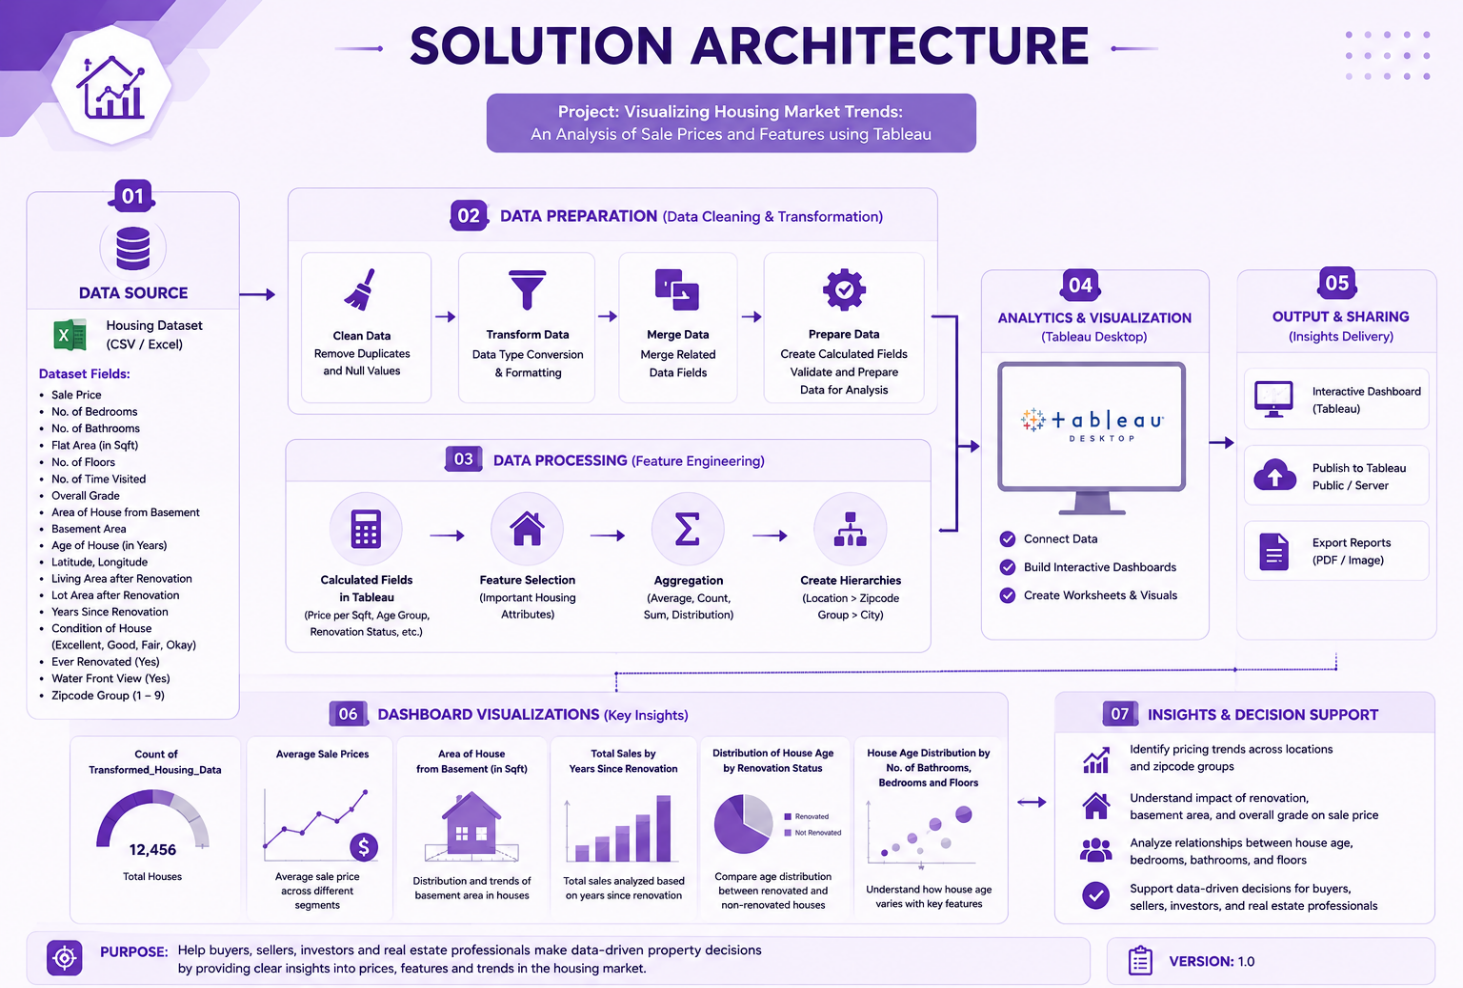 SOLUTION ARCHITECTURE
Project: Visualizing Housing Market Trends:
An Analysis of Sale Prices and Features using Tableau
01
DATA SOURCE
X
Housing Dataset
(CSV / Excel)
Dataset Fields:
• Sale Price
• No. of Bedrooms
• No. of Bathrooms
• Flat Area (in Sqft)
• No. of Floors
• No. of Time Visited
• Overall Grade
• Area of House from Basement
• Basement Area
• Age of House (in Years)
• Latitude, Longitude
• Living Area after Renovation
• Lot Area after Renovation
• Years Since Renovation
• Condition of House
(Excellent, Good, Fair, Okay)
• Ever Renovated (Yes)
• Water Front View (Yes)
• Zipcode Group (1 – 9)
02 DATA PREPARATION (Data Cleaning & Transformation)
Clean Data
Remove Duplicates
and Null Values
Transform Data
Data Type Conversion
& Formatting
Merge Data
Merge Related
Data Fields
Prepare Data
Create Calculated Fields
Validate and Prepare
Data for Analysis
03 DATA PROCESSING (Feature Engineering)
Calculated Fields
in Tableau
(Price per Sqft, Age Group,
Renovation Status, etc.)
Feature Selection
(Important Housing
Attributes)
Σ
Aggregation
(Average, Count,
Sum, Distribution)
Create Hierarchies
(Location > Zipcode
Group > City)
04
ANALYTICS & VISUALIZATION
(Tableau Desktop)
tableau
DESKTOP
Connect Data
Build Interactive Dashboards
Create Worksheets & Visuals
05
OUTPUT & SHARING
(Insights Delivery)
Interactive Dashboard
(Tableau)
Publish to Tableau
Public / Server
Export Reports
(PDF / Image)
06 DASHBOARD VISUALIZATIONS (Key Insights)
Count of
Transformed_Housing_Data
12,456
Total Houses
Average Sale Prices
$
Average sale price
across different
segments
Area of House
from Basement (in Sqft)
Distribution and trends of
basement area in houses
Total Sales by
Years Since Renovation
Total sales analyzed based
on years since renovation
Distribution of House Age
by Renovation Status
Renovated
Not Renovated
Compare age distribution
between renovated and
non-renovated houses
House Age Distribution by
No. of Bathrooms,
Bedrooms and Floors
Understand how house age
varies with key features
07 INSIGHTS & DECISION SUPPORT
Identify pricing trends across locations
and zipcode groups
Understand impact of renovation,
basement area, and overall grade on sale price
Analyze relationships between house age,
bedrooms, bathrooms, and floors
Support data-driven decisions for buyers,
sellers, investors, and real estate professionals
PURPOSE: Help buyers, sellers, investors and real estate professionals make data-driven property decisions
by providing clear insights into prices, features and trends in the housing market.
VERSION: 1.0